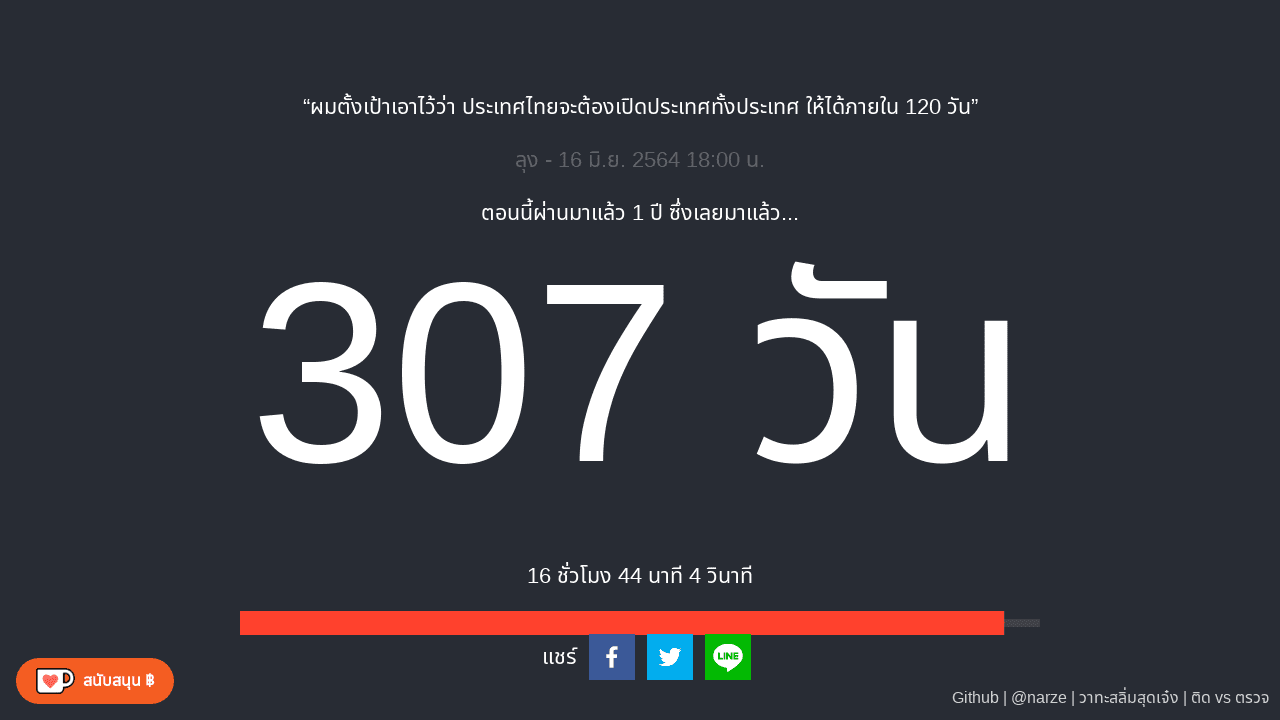 “ผมตั้งเป้าเอาไว้ว่า ประเทศไทยจะต้องเปิดประเทศทั้งประเทศ ให้ได้ภายใน 120 วัน”
ลุง - 16 มิ.ย. 2564 18:00 น.
ตอนนี้ผ่านมาแล้ว 1 ปี ซึ่งเลยมาแล้ว...
307 วัน
16 ชั่วโมง 44 นาที 4 วินาที
แชร์
LINE
สนับสนุน ฿
Github | @narze | วาทะสลิ่มสุดเจ๋ง | ติด vs ตรวจ